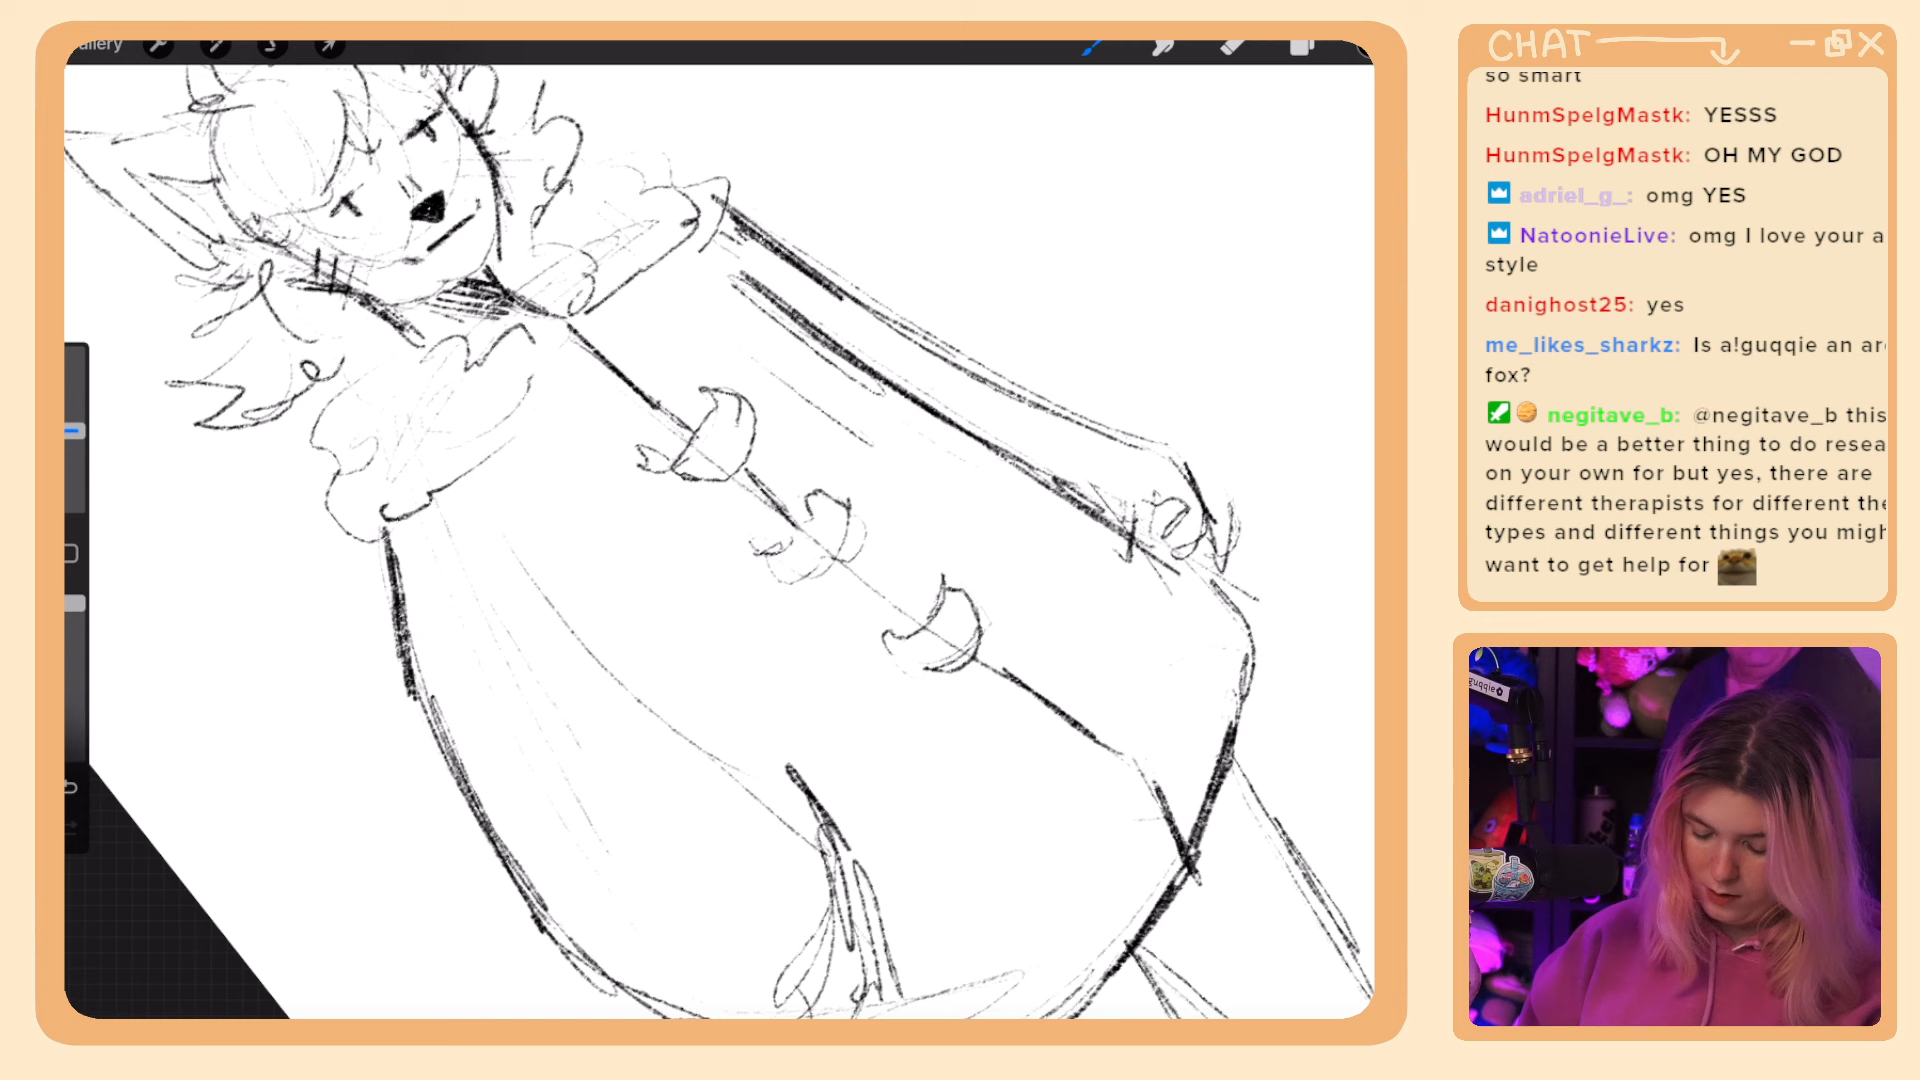 allery
CHAT
so smart
HunmSpelgMastk: YESSS
HunmSpelgMastk: OH MY GOD
adriel_g_: omg YES
NatoonieLive: omg I love your a
style
danighost25: yes
me_likes_sharkz: Is a!guqqie an ar
fox?
negitave_b: @negitave_b this
would be a better thing to do resea
on your own for but yes, there are
different therapists for different the
types and different things you migh
want to get help for
guqqie